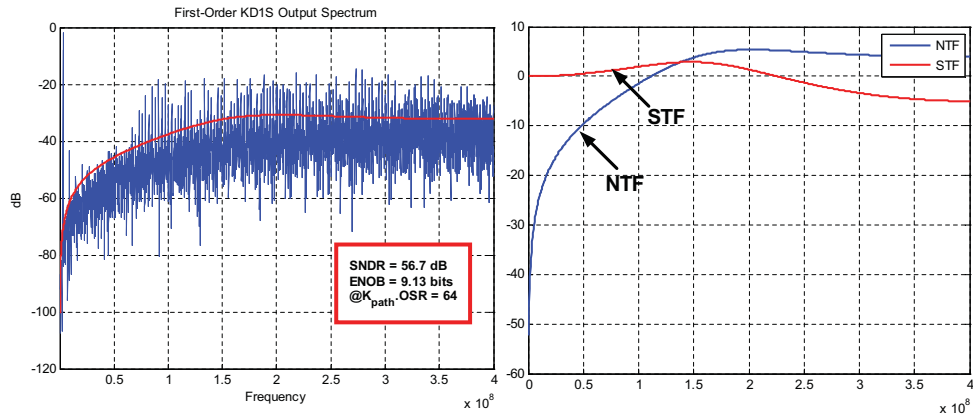 First-Order KD1S Output Spectrum
0
-20
-40
-60
-80
-100
-120
dB
SNDR = 56.7 dB
ENOB = 9.13 bits
@Kpath.OSR = 64
0.5
1
1.5
2
2.5
3
3.5
4
Frequency
x 10^8
10
0
-10
-20
-30
-40
-50
-60
NTF
STF
STF
NTF
0
0.5
1
1.5
2
2.5
3
3.5
4
x 10^8